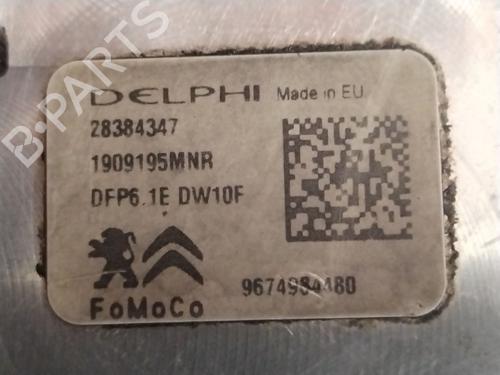 DELPHI Made in EU
28384347
1909195MNR
DFP6.1E DW10F
FoMoCo
9674984480
B-PARTS